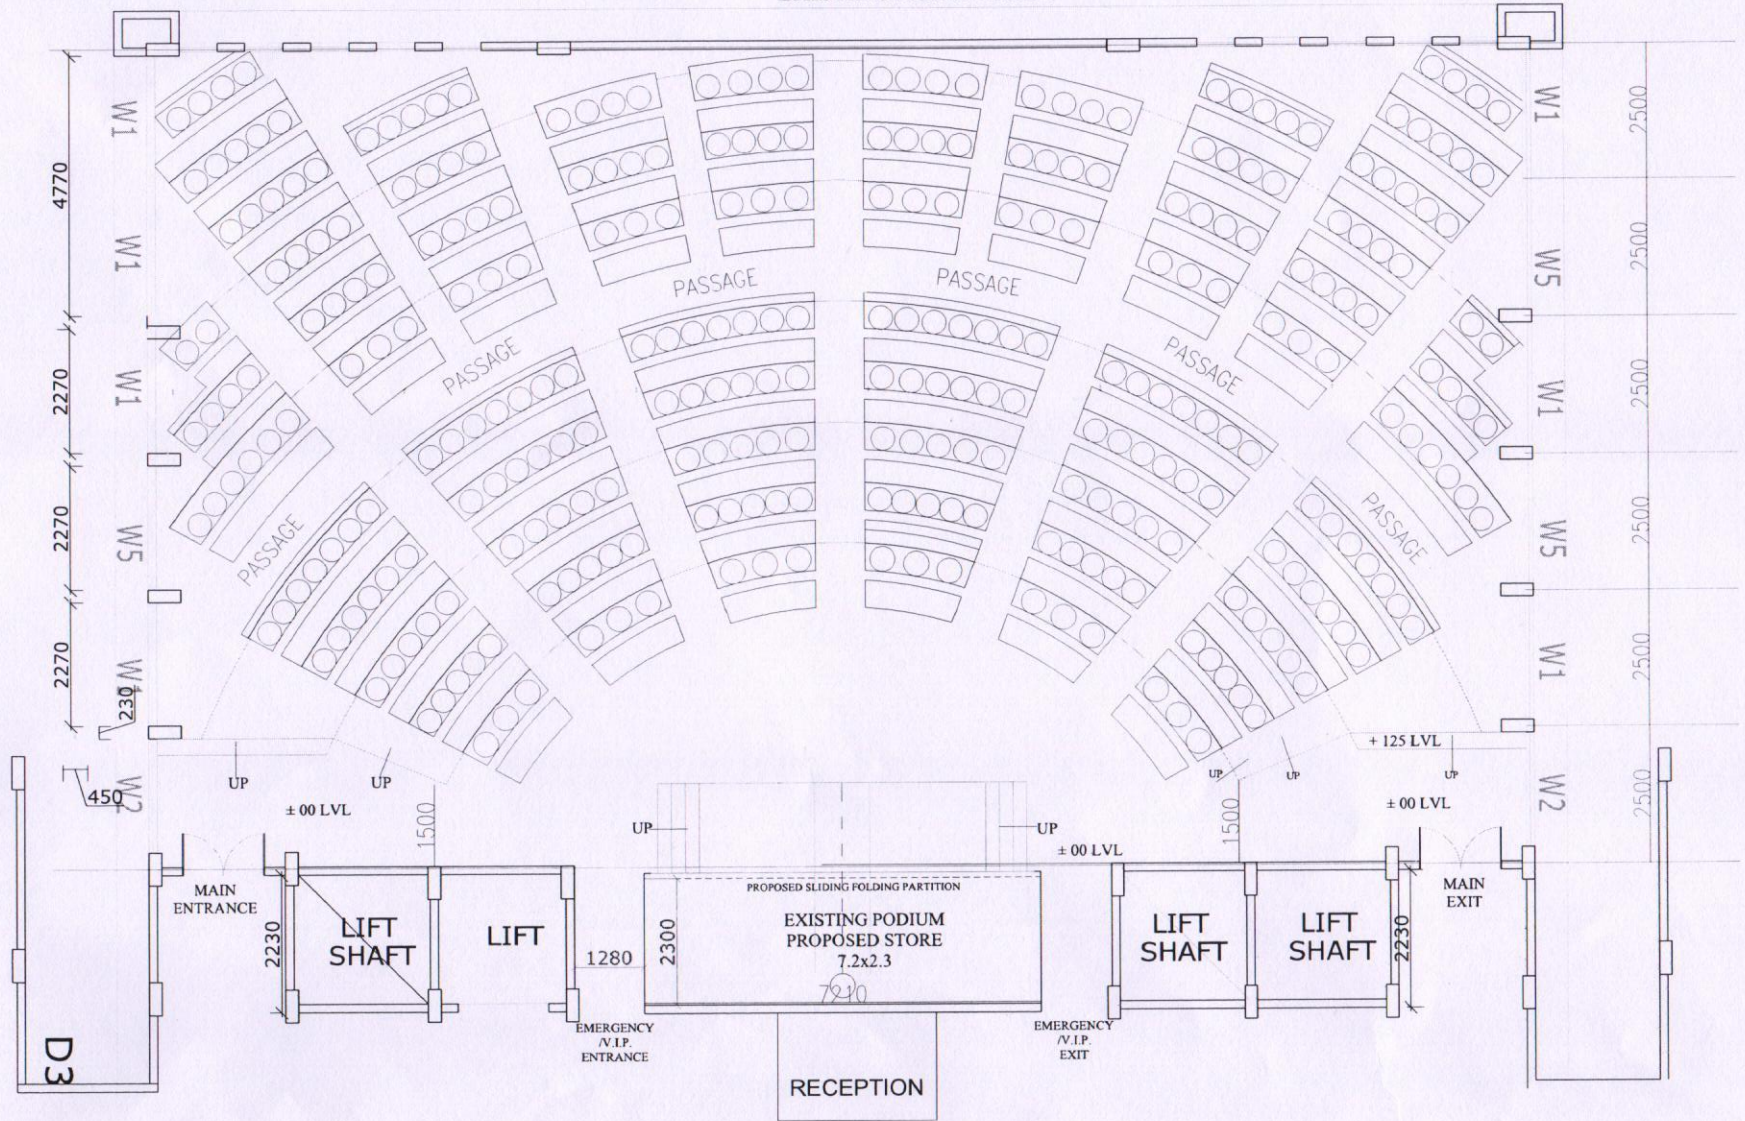 W1
W1
2500
4770
W1
W5
2500
PASSAGE
PASSAGE
PASSAGE
PASSAGE
2270
W1
W1
2500
PASSAGE
PASSAGE
2270
W5
W5
2500
2270
W1
W1
2500
230
+ 125 LVL
UP
UP
UP
UP
UP
450
W2
W2
2500
± 00 LVL
± 00 LVL
1500
1500
UP
UP
± 00 LVL
MAIN
ENTRANCE
PROPOSED SLIDING FOLDING PARTITION
MAIN
EXIT
2230
LIFT
SHAFT
LIFT
1280
2300
EXISTING PODIUM
PROPOSED STORE
7.2x2.3
7210
LIFT
SHAFT
LIFT
SHAFT
2230
EMERGENCY
/V.I.P.
ENTRANCE
EMERGENCY
/V.I.P.
EXIT
D3
RECEPTION